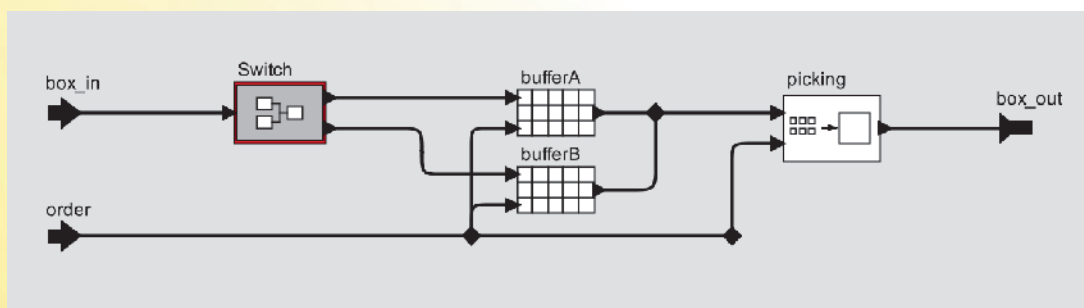 box_in
Switch
bufferA
picking
box_out
bufferB
order